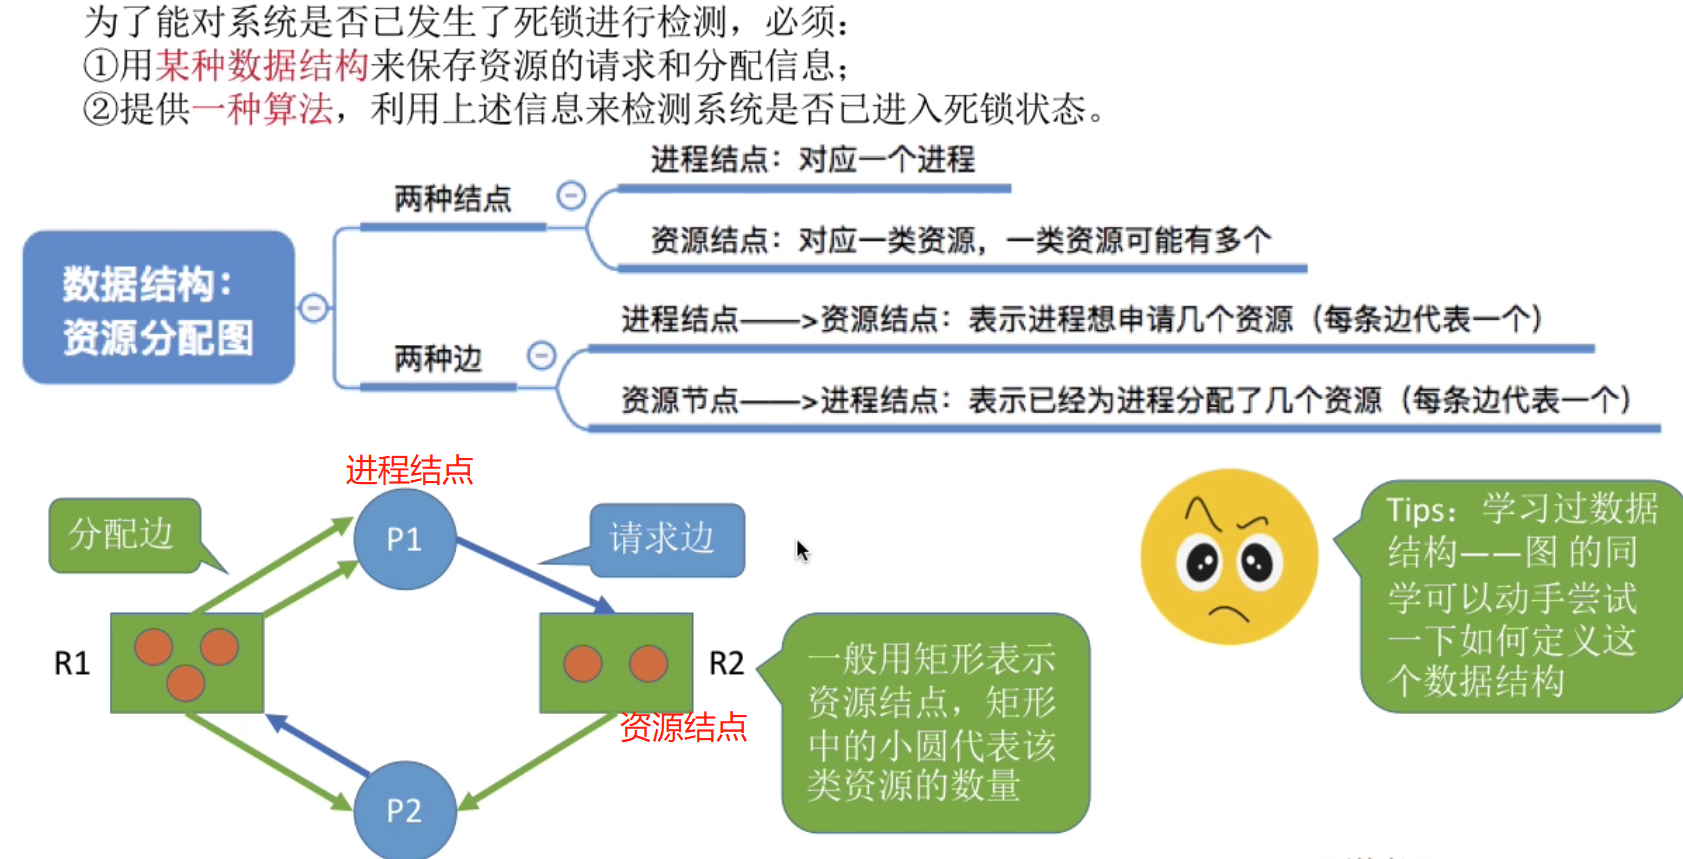 为了能对系统是否已发生了死锁进行检测，必须：
①用某种数据结构来保存资源的请求和分配信息；
②提供一种算法，利用上述信息来检测系统是否已进入死锁状态。
进程结点：对应一个进程
两种结点
资源结点：对应一类资源，一类资源可能有多个
数据结构：
资源分配图
进程结点——>资源结点：表示进程想申请几个资源（每条边代表一个）
两种边
资源节点——>进程结点：表示已经为进程分配了几个资源（每条边代表一个）
进程结点
分配边
P1
请求边
R1
R2
资源结点
P2
一般用矩形表示
资源结点，矩形
中的小圆代表该
类资源的数量
Tips：学习过数据
结构——图 的同
学可以动手尝试
一下如何定义这
个数据结构